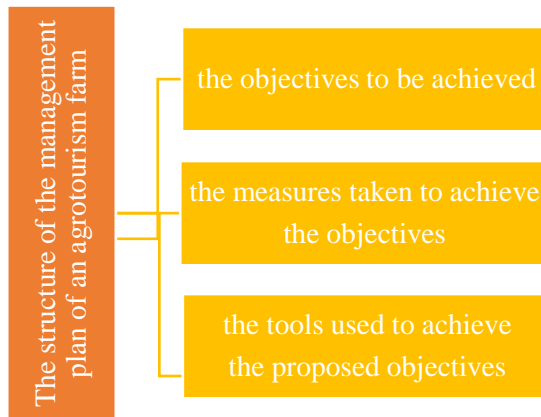 The structure of the management
plan of an agrotourism farm
the objectives to be achieved
the measures taken to achieve
the objectives
the tools used to achieve
the proposed objectives